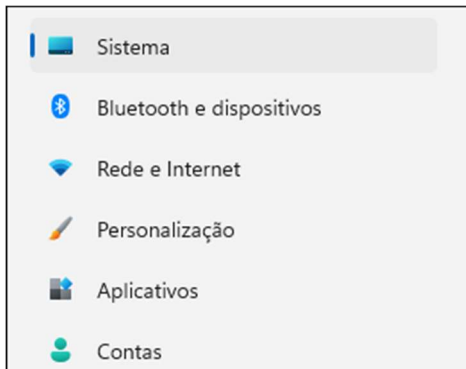 Sistema
Bluetooth e dispositivos
Rede e Internet
Personalização
Aplicativos
Contas